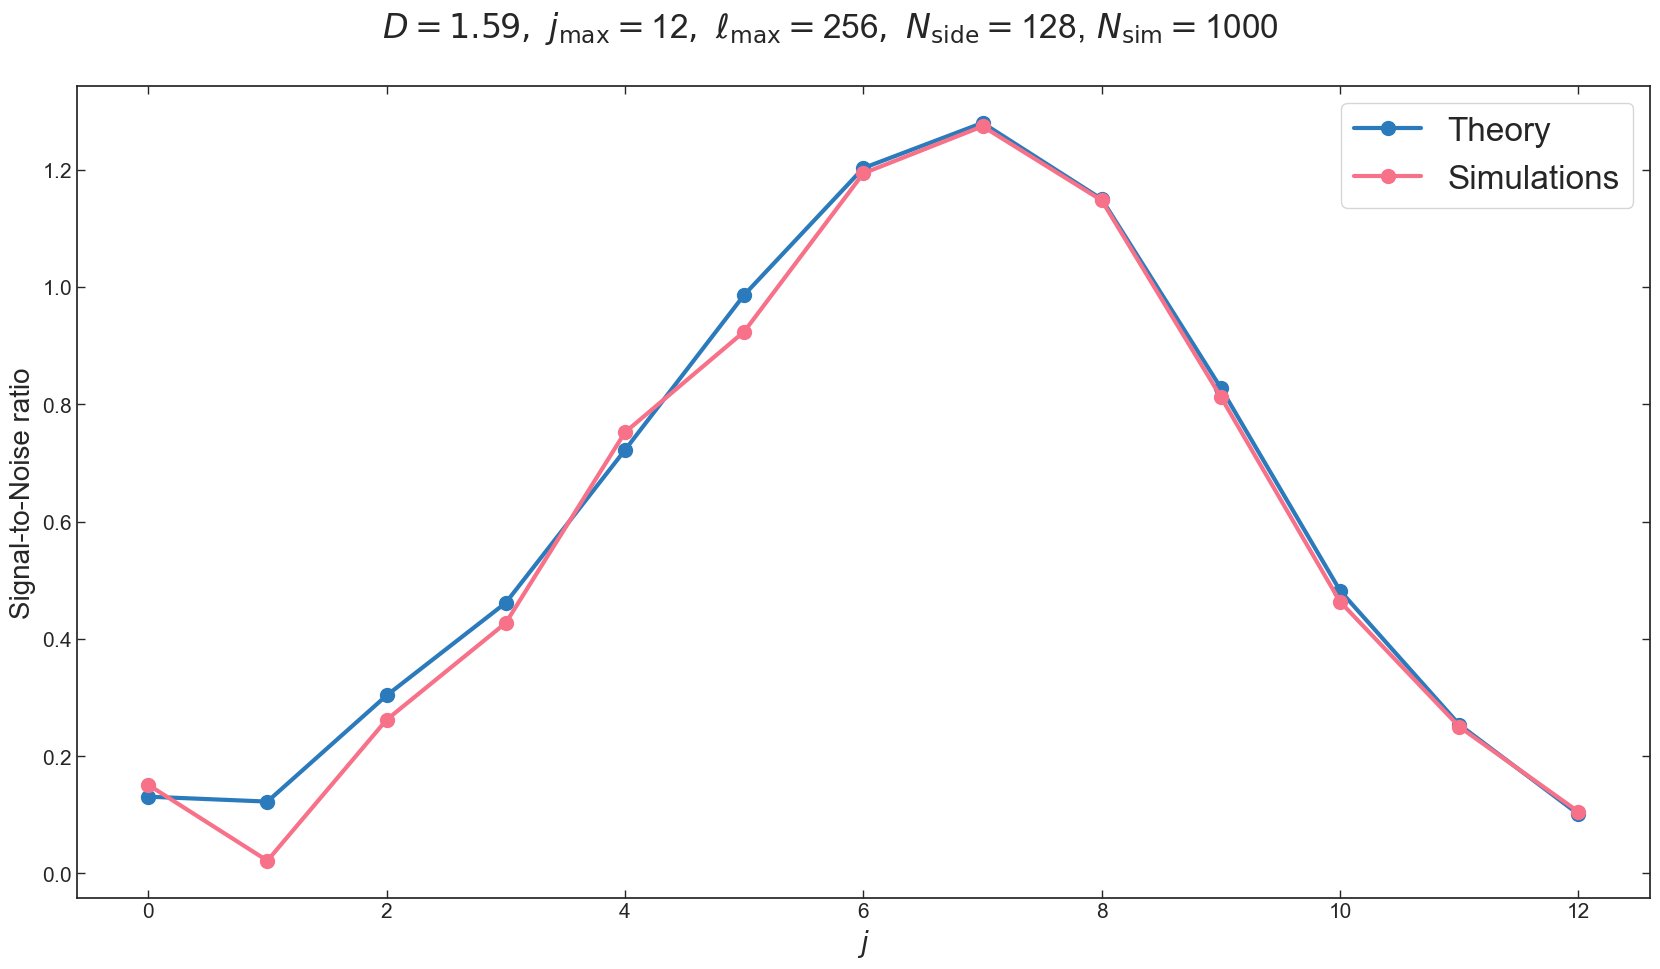 D = 1.59, j_max = 12, ℓ_max = 256, N_side = 128, N_sim = 1000
Theory
Simulations
Signal-to-Noise ratio
1.2
1.0
0.8
0.6
0.4
0.2
0.0
0 2 4 6 8 10 12
j